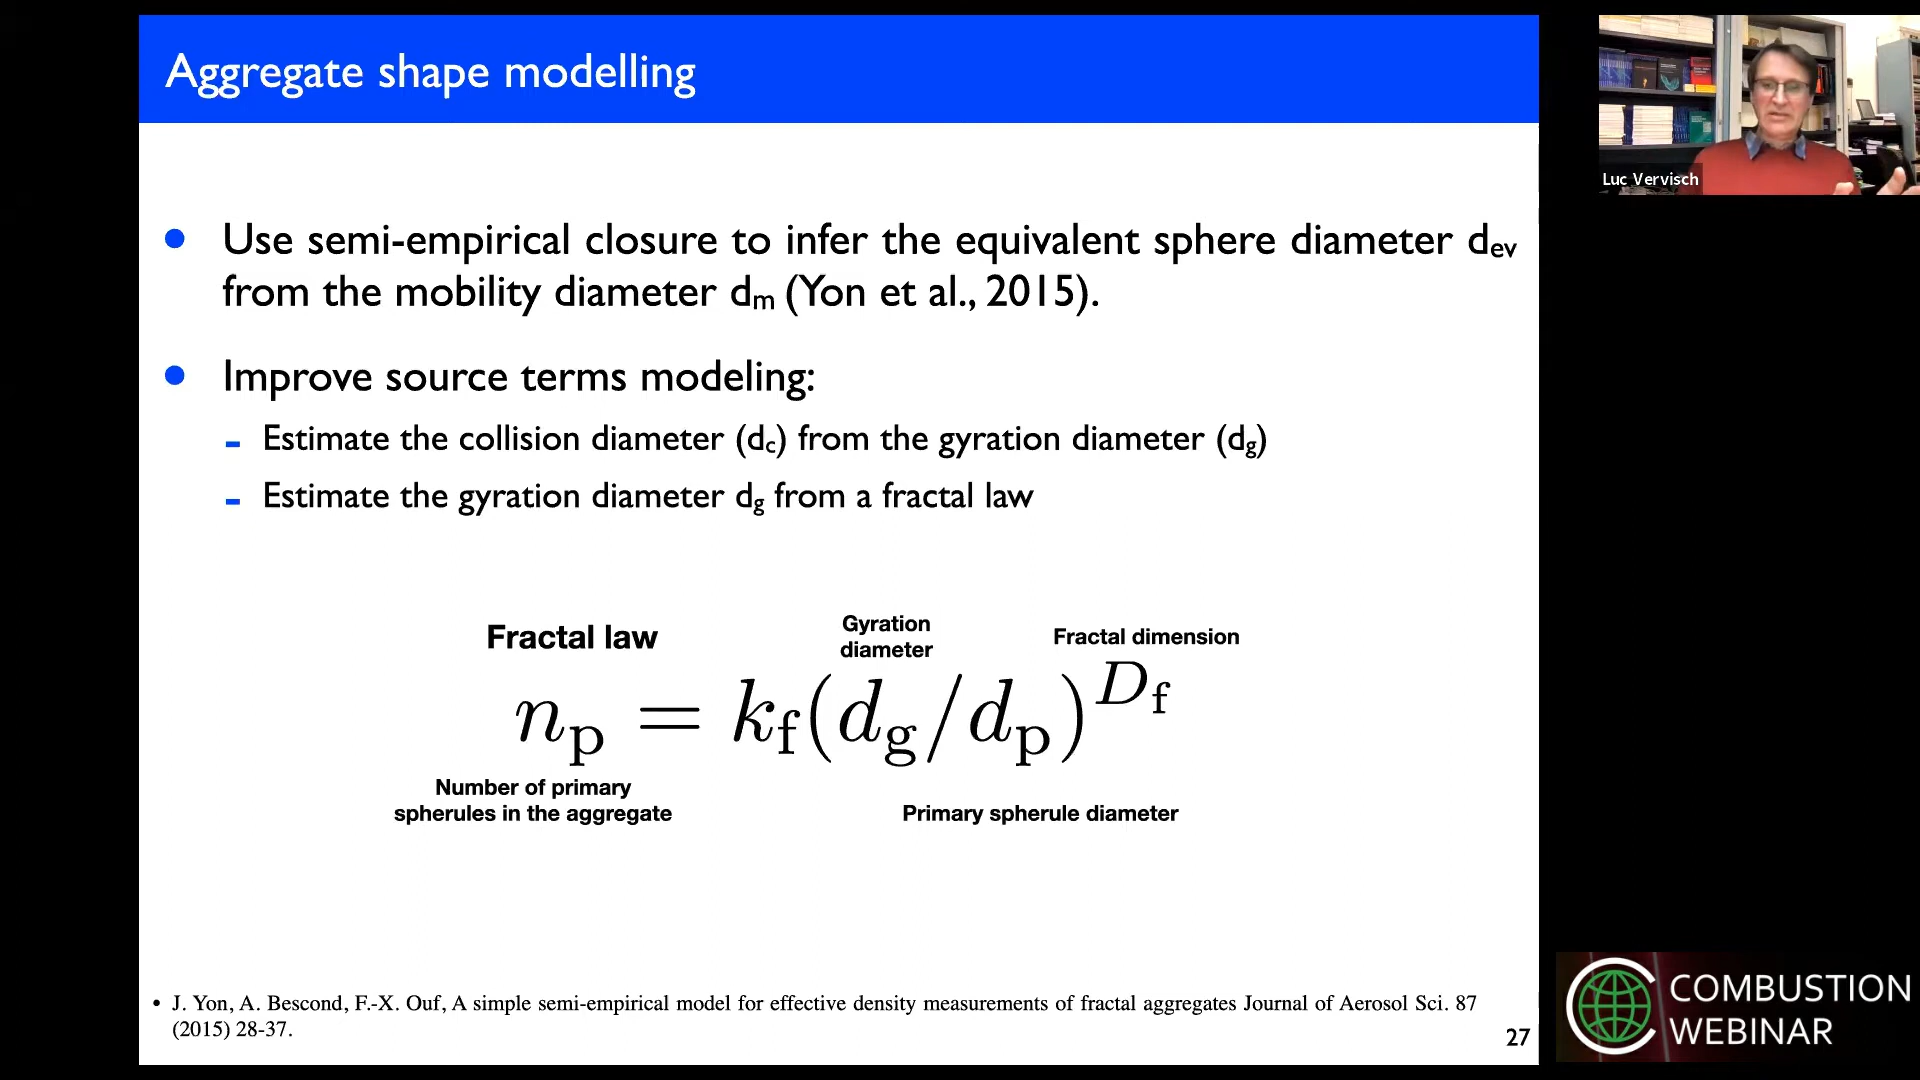 Aggregate shape modelling
Luc Vervisch
• Use semi-empirical closure to infer the equivalent sphere diameter dev
from the mobility diameter dm (Yon et al., 2015).
• Improve source terms modeling:
- Estimate the collision diameter (dc) from the gyration diameter (dg)
- Estimate the gyration diameter dg from a fractal law
Fractal law
Gyration
diameter
Fractal dimension
np = kf(dg/dp)^Df
Number of primary
spherules in the aggregate
Primary spherule diameter
• J. Yon, A. Bescond, F.-X. Ouf, A simple semi-empirical model for effective density measurements of fractal aggregates Journal of Aerosol Sci. 87
(2015) 28-37.
27
COMBUSTION
WEBINAR